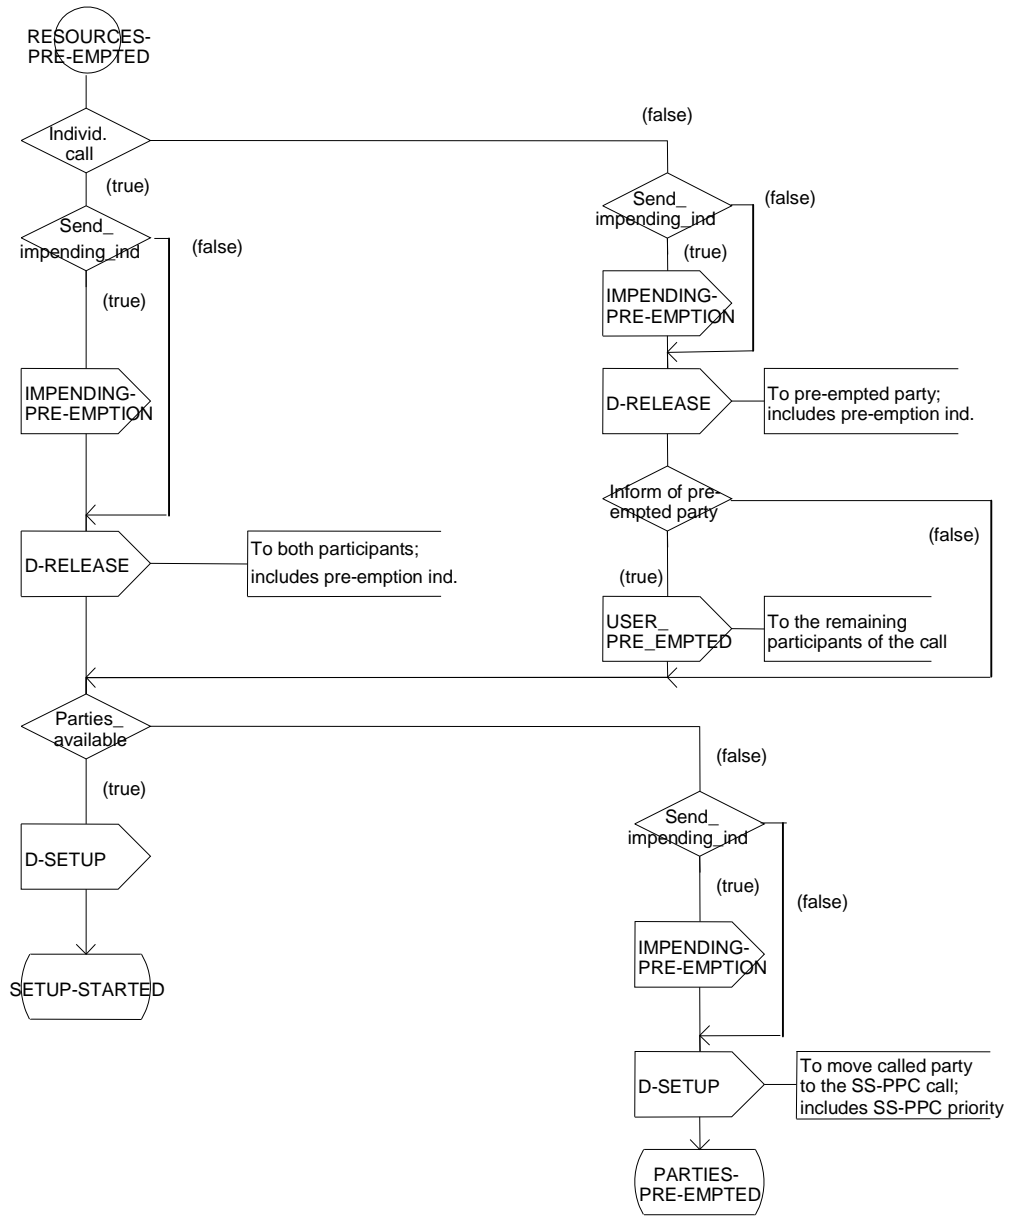 RESOURCES-
PRE-EMPTED
(false)
Individ.
call
(true)
Send_
impending_ind
(false)
(true)
Send_
impending_ind
(false)
(true)
IMPENDING-
PRE-EMPTION
IMPENDING-
PRE-EMPTION
D-RELEASE
To pre-empted party;
includes pre-emption ind.
Inform of pre-
empted party
(false)
D-RELEASE
To both participants;
includes pre-emption ind.
(true)
USER_
PRE_EMPTED
To the remaining
participants of the call
Parties_
available
(false)
(true)
Send_
impending_ind
D-SETUP
(true)
(false)
IMPENDING-
PRE-EMPTION
SETUP-STARTED
D-SETUP
To move called party
to the SS-PPC call;
includes SS-PPC priority
PARTIES-
PRE-EMPTED